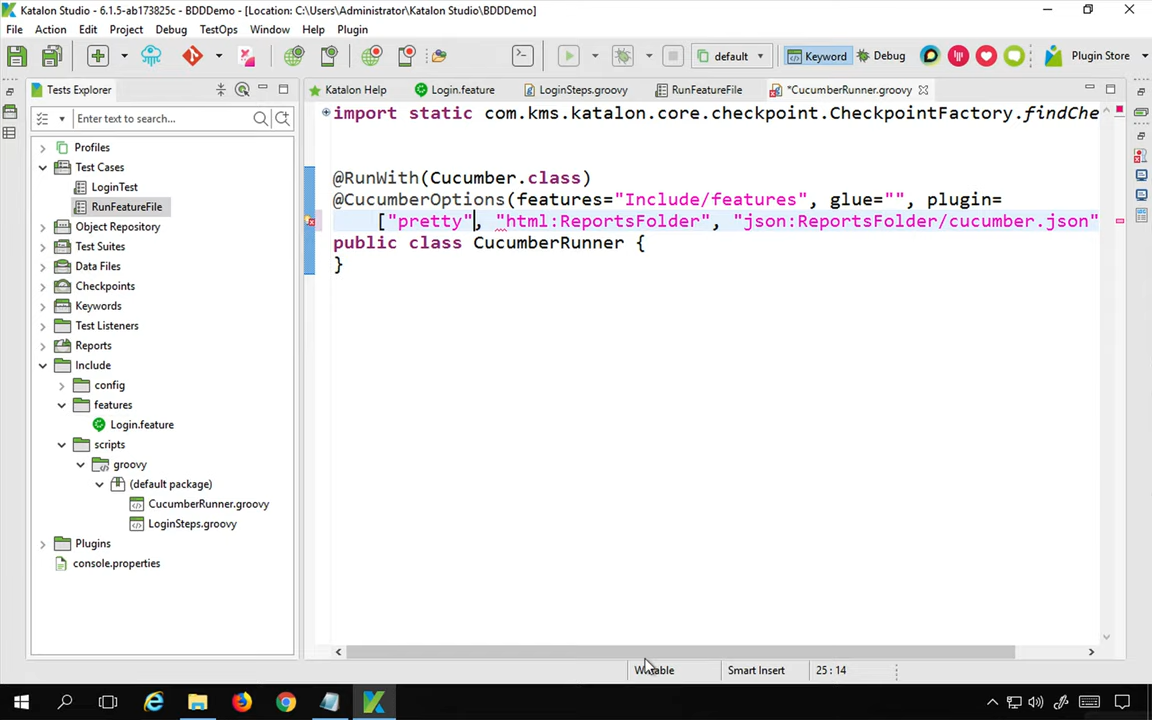 Katalon Studio - 6.1.5-ab173825c - BDDDemo - [Location: C:\Users\Administrator\Katalon Studio\BDDDemo]
File Action Edit Project Debug TestOps Window Help Plugin
default Keyword Debug Plugin Store
Tests Explorer
Katalon Help Login.feature LoginSteps.groovy RunFeatureFile *CucumberRunner.groovy
Enter text to search...
Profiles
Test Cases
LoginTest
RunFeatureFile
Object Repository
Test Suites
Data Files
Checkpoints
Keywords
Test Listeners
Reports
Include
config
features
Login.feature
scripts
groovy
(default package)
CucumberRunner.groovy
LoginSteps.groovy
Plugins
console.properties
import static com.kms.katalon.core.checkpoint.CheckpointFactory.findChe
@RunWith(Cucumber.class)
@CucumberOptions(features="Include/features", glue="", plugin=
["pretty", "html:ReportsFolder", "json:ReportsFolder/cucumber.json"
public class CucumberRunner {
}
Writable Smart Insert 25 : 14